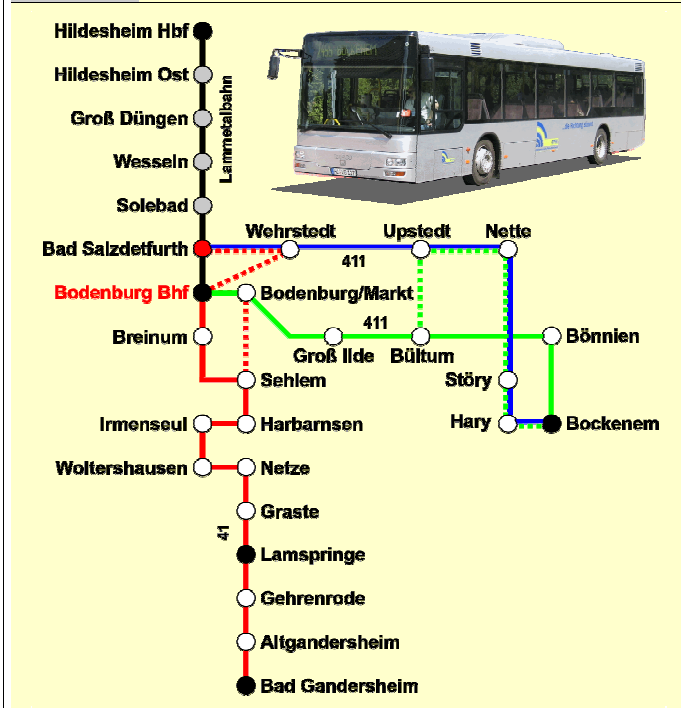 Hildesheim Hbf
Hildesheim Ost
Groß Düngen
Wesseln
Solebad
Lammetalbahn
Bad Salzdetfurth
Wehrstedt
Upstedt
Nette
411
Bodenburg Bhf
Bodenburg/Markt
411
Breinum
Groß Ilde
Bültum
Bönnien
Sehlem
Störy
Irmenseul
Harbarnsen
Hary
Bockenem
Woltershausen
Netze
Graste
41
Lamspringe
Gehrenrode
Altgandersheim
Bad Gandersheim